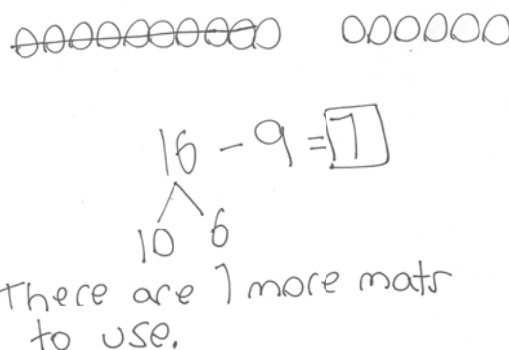 16 - 9 = 7
10 6
There are 7 more mats
to use.